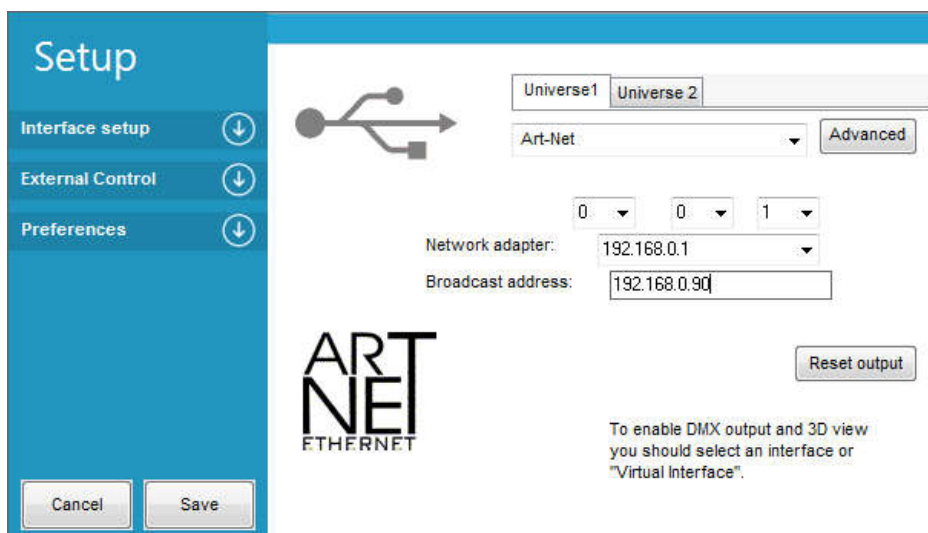 Setup
Interface setup
External Control
Preferences
Cancel
Save
Universe1
Universe 2
Art-Net
Advanced
0
0
1
Network adapter:
192.168.0.1
Broadcast address:
192.168.0.90
ART
NET
ETHERNET
Reset output
To enable DMX output and 3D view
you should select an interface or
"Virtual Interface".